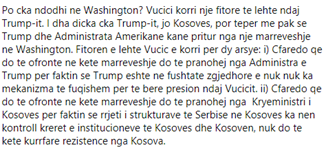 Po cka ndodhi ne Washington? Vucici korri nje fitore te lehte ndaj
Trump-it. I dha dicka cka Trump-it, jo Kosoves, por teper me pak se
Trump dhe Administrata Amerikane kane pritur nga nje marreveshje
ne Washington. Fitoren e lehte Vucic e korri per dy arsye: i) Cfaredo qe
do te ofronte ne kete marreveshje do te pranohej nga Administra e
Trump per faktin se Trump eshte ne fushtate zgjedhore e nuk nuk ka
mekanizma te fuqishem per te bere presion ndaj Vucicit. ii) Cfaredo qe
do te ofronte ne kete marreveshje do te pranohej nga  Kryeministri i
Kosoves per faktin se rrjeti i strukturave te Serbise ne Kosoves ka nen
kontroll kreret e institucioneve te Kosoves dhe Kosoven, nuk do te
kete kurrfare rezistence nga Kosova.